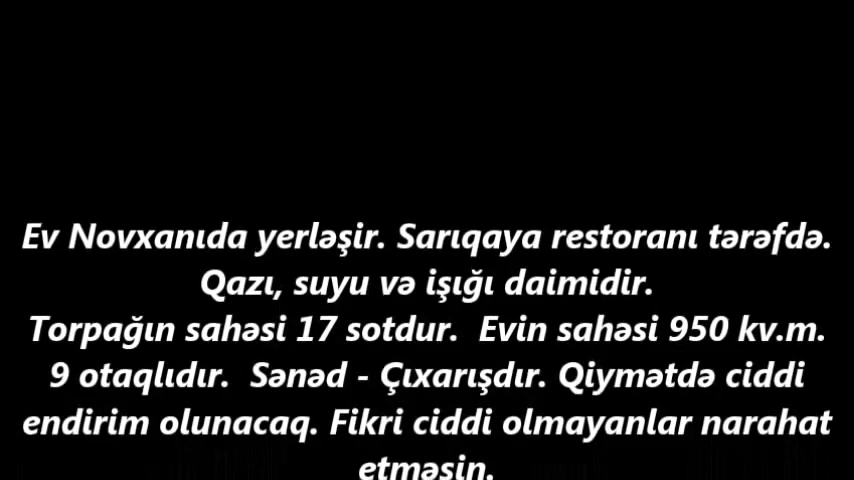 Ev Novxanıda yerləşir. Sarıqaya restoranı tərəfdə.
Qazı, suyu və işığı daimidir.
Torpağın sahəsi 17 sotdur.  Evin sahəsi 950 kv.m.
9 otaqlıdır.  Sənəd - Çıxarışdır. Qiymətdə ciddi
endirim olunacaq. Fikri ciddi olmayanlar narahat
etməsin.